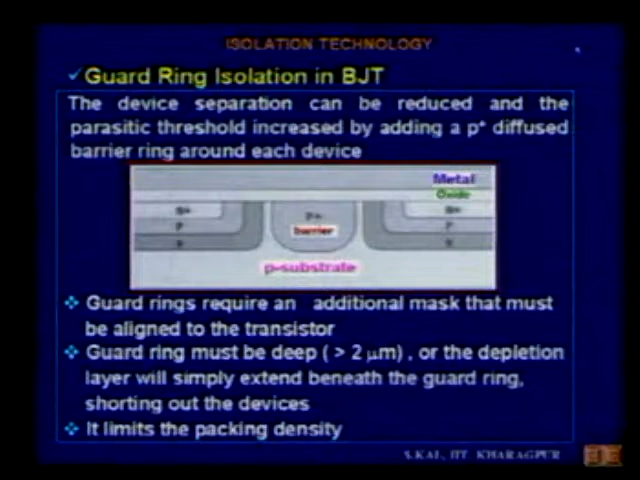 ISOLATION TECHNOLOGY
✓Guard Ring Isolation in BJT
The device separation can be reduced and the
parasitic threshold increased by adding a p⁺ diffused
barrier ring around each device
Metal
Oxide
P+
barrier
p-substrate
❖ Guard rings require an additional mask that must
be aligned to the transistor
❖ Guard ring must be deep ( > 2 µm) , or the depletion
layer will simply extend beneath the guard ring,
shorting out the devices
❖ It limits the packing density
S.KAL, IIT KHARAGPUR